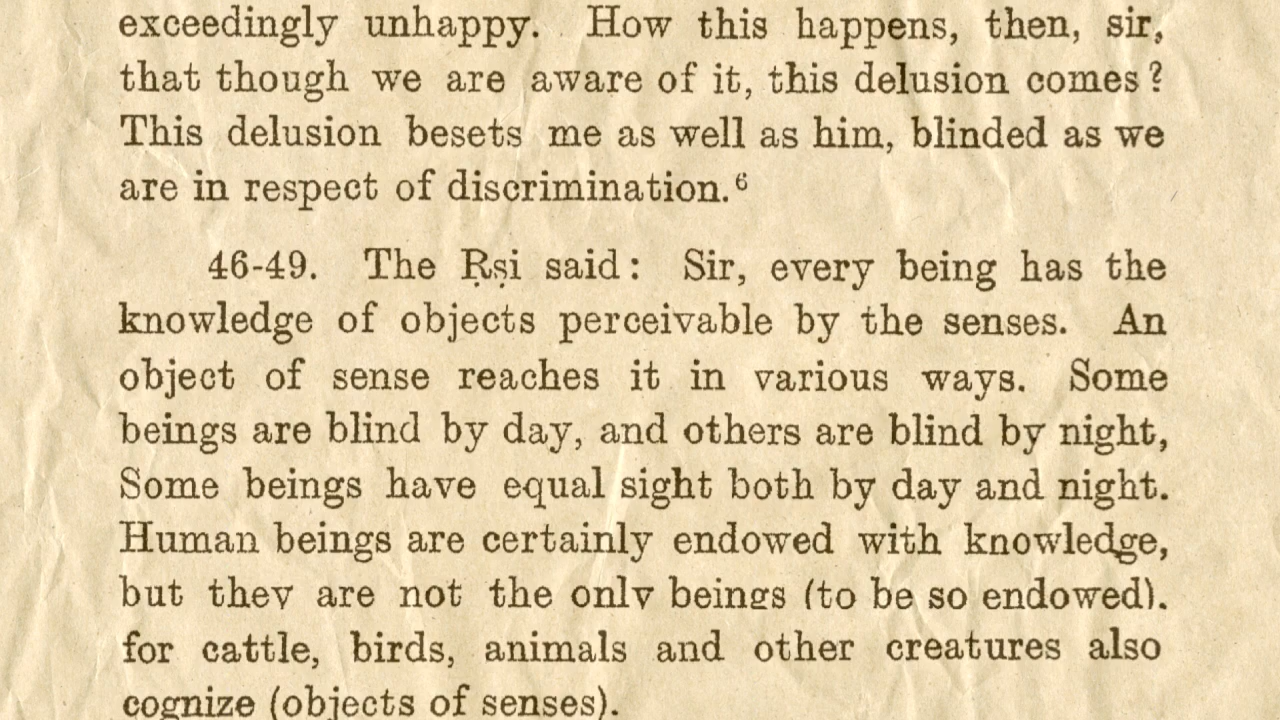 exceedingly unhappy. How this happens, then, sir,
that though we are aware of it, this delusion comes?
This delusion besets me as well as him, blinded as we
are in respect of discrimination.⁶
46-49. The Ṛṣi said: Sir, every being has the
knowledge of objects perceivable by the senses. An
object of sense reaches it in various ways. Some
beings are blind by day, and others are blind by night,
Some beings have equal sight both by day and night.
Human beings are certainly endowed with knowledge,
but they are not the only beings (to be so endowed).
for cattle, birds, animals and other creatures also
cognize (objects of senses).